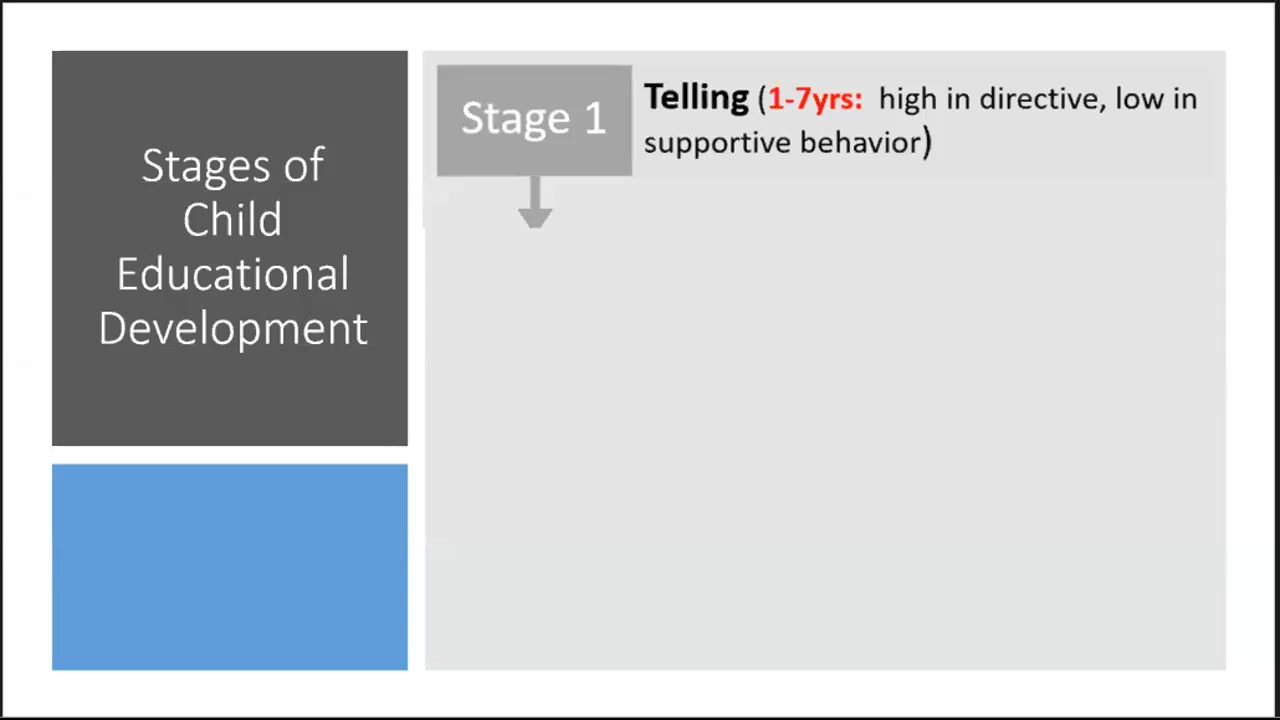 Stages of
Child
Educational
Development
Stage 1
Telling (1-7yrs: high in directive, low in
supportive behavior)